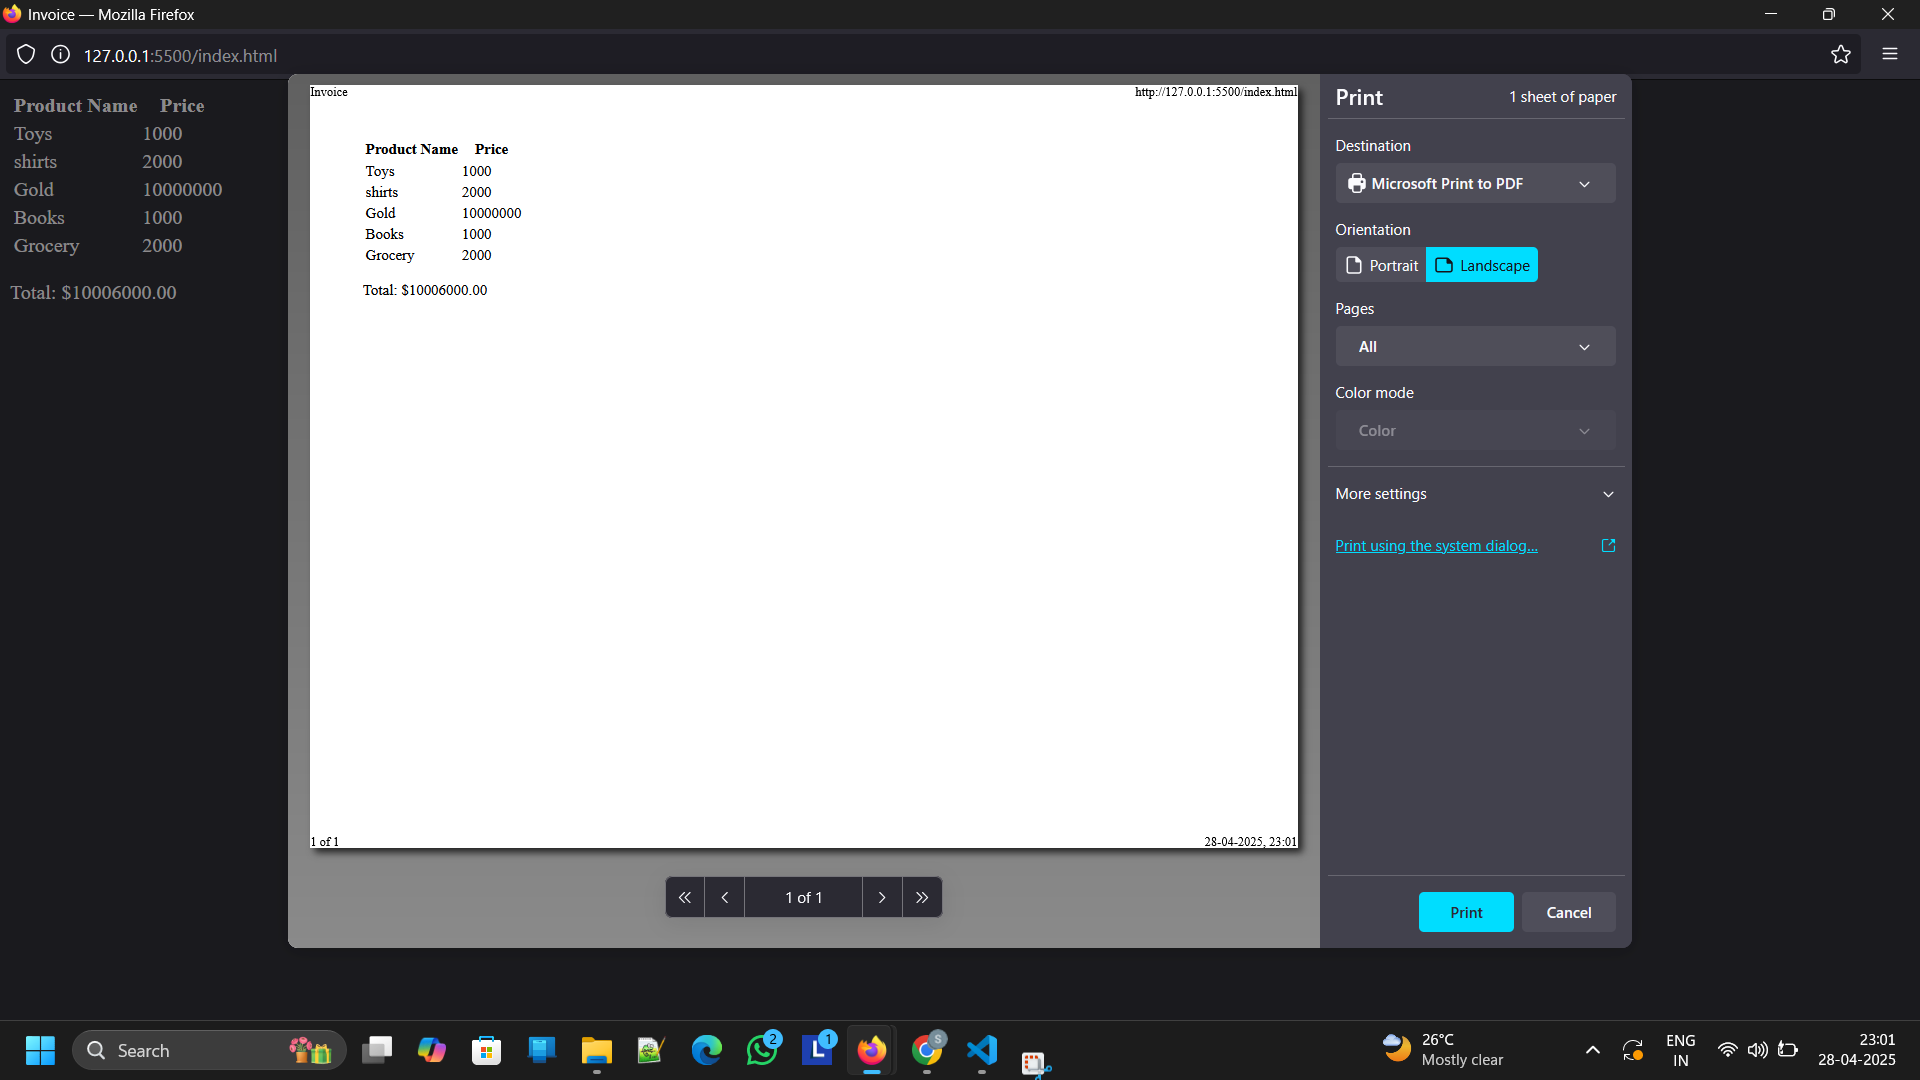 Invoice — Mozilla Firefox
127.0.0.1:5500/index.html
Product Name Price
Toys 1000
shirts 2000
Gold 10000000
Books 1000
Grocery 2000
Total: $10006000.00
Invoice http://127.0.0.1:5500/index.html
Product Name Price
Toys 1000
shirts 2000
Gold 10000000
Books 1000
Grocery 2000
Total: $10006000.00
1 of 1 28-04-2025, 23:01
1 of 1
Print 1 sheet of paper
Destination
Microsoft Print to PDF
Orientation
Portrait Landscape
Pages
All
Color mode
Color
More settings
Print using the system dialog...
Print Cancel
Search
2
L 1
S
26°C
Mostly clear
ENG
IN
23:01
28-04-2025